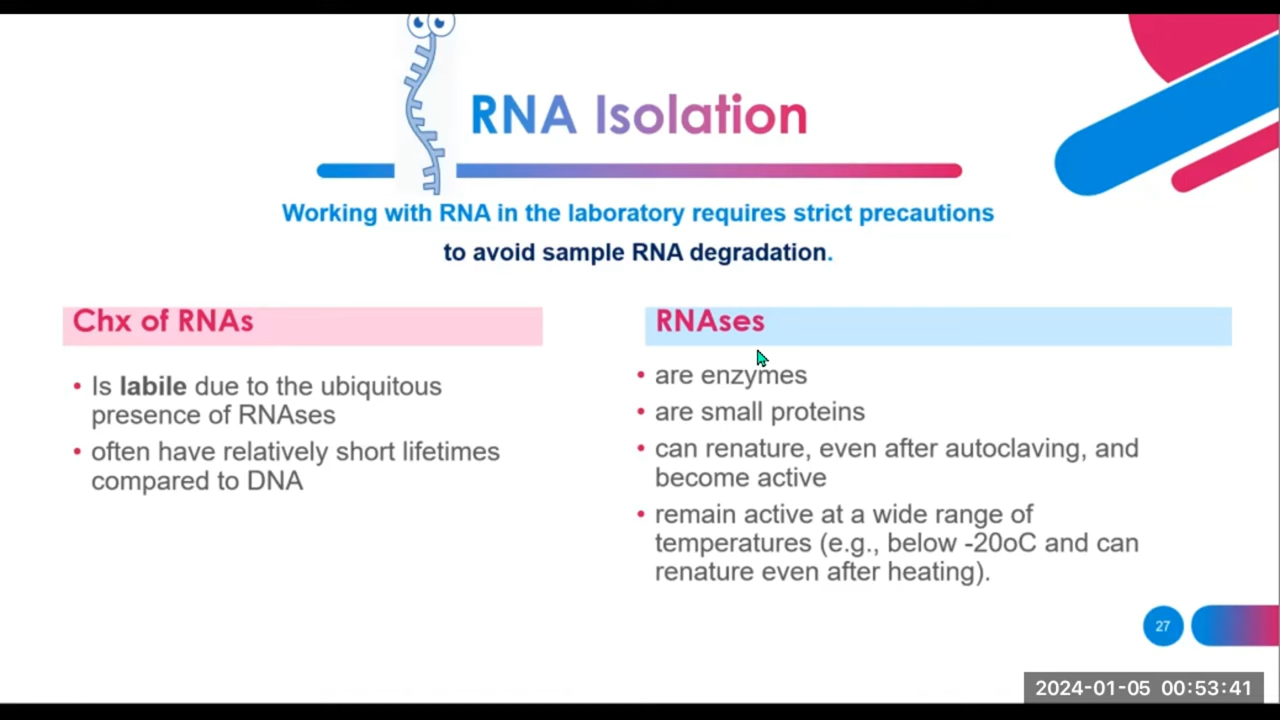 RNA Isolation
Working with RNA in the laboratory requires strict precautions
to avoid sample RNA degradation.
Chx of RNAs
• Is labile due to the ubiquitous
presence of RNAses
• often have relatively short lifetimes
compared to DNA
RNAses
• are enzymes
• are small proteins
• can renature, even after autoclaving, and
become active
• remain active at a wide range of
temperatures (e.g., below -20oC and can
renature even after heating).
27
2024-01-05 00:53:41